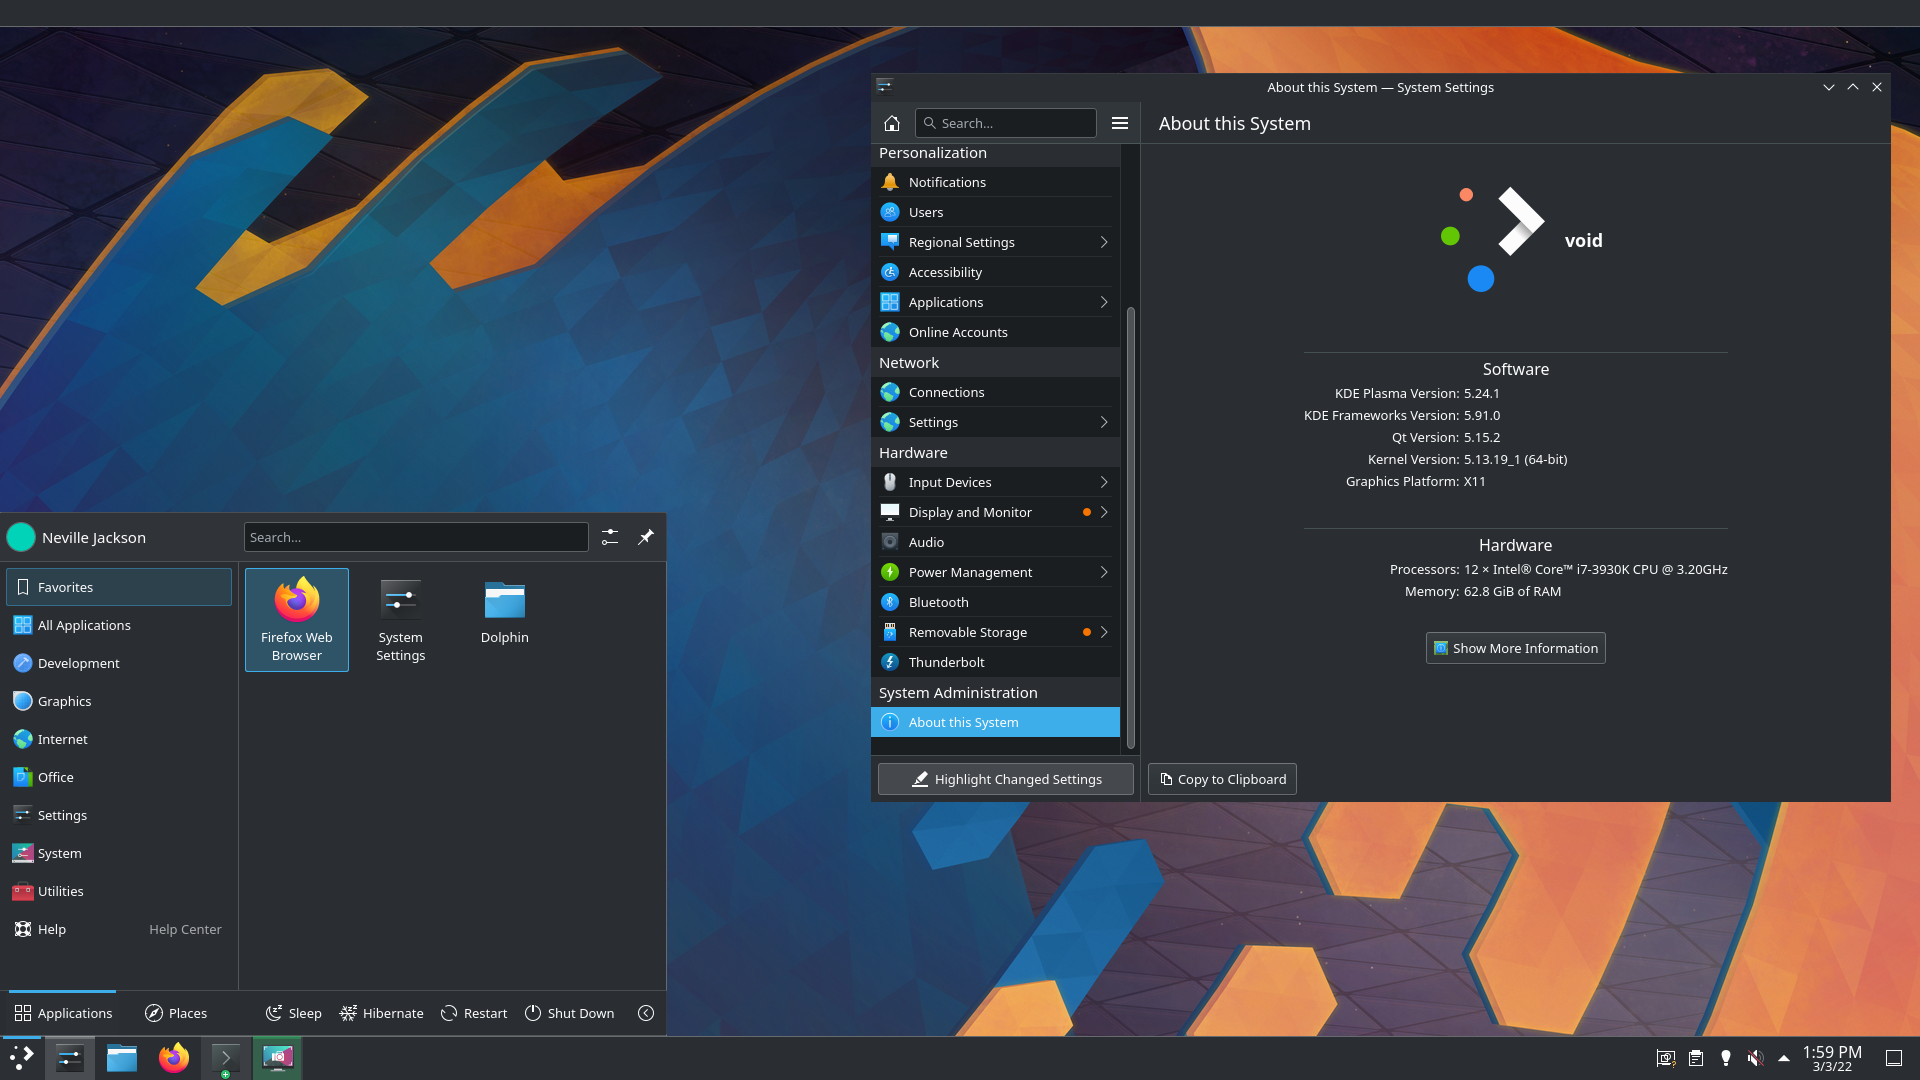 About this System — System Settings
Search...
About this System
Personalization
Notifications
Users
Regional Settings
Accessibility
Applications
Online Accounts
Network
Connections
Settings
Hardware
Input Devices
Display and Monitor
Audio
Power Management
Bluetooth
Removable Storage
Thunderbolt
System Administration
About this System
Highlight Changed Settings
void
Software
KDE Plasma Version: 5.24.1
KDE Frameworks Version: 5.91.0
Qt Version: 5.15.2
Kernel Version: 5.13.19_1 (64-bit)
Graphics Platform: X11
Hardware
Processors: 12 × Intel® Core™ i7-3930K CPU @ 3.20GHz
Memory: 62.8 GiB of RAM
Show More Information
Copy to Clipboard
Neville Jackson
Search...
Favorites
All Applications
Development
Graphics
Internet
Office
Settings
System
Utilities
Help Help Center
Firefox Web
Browser
System
Settings
Dolphin
Applications Places Sleep Hibernate Restart Shut Down
1:59 PM
3/3/22